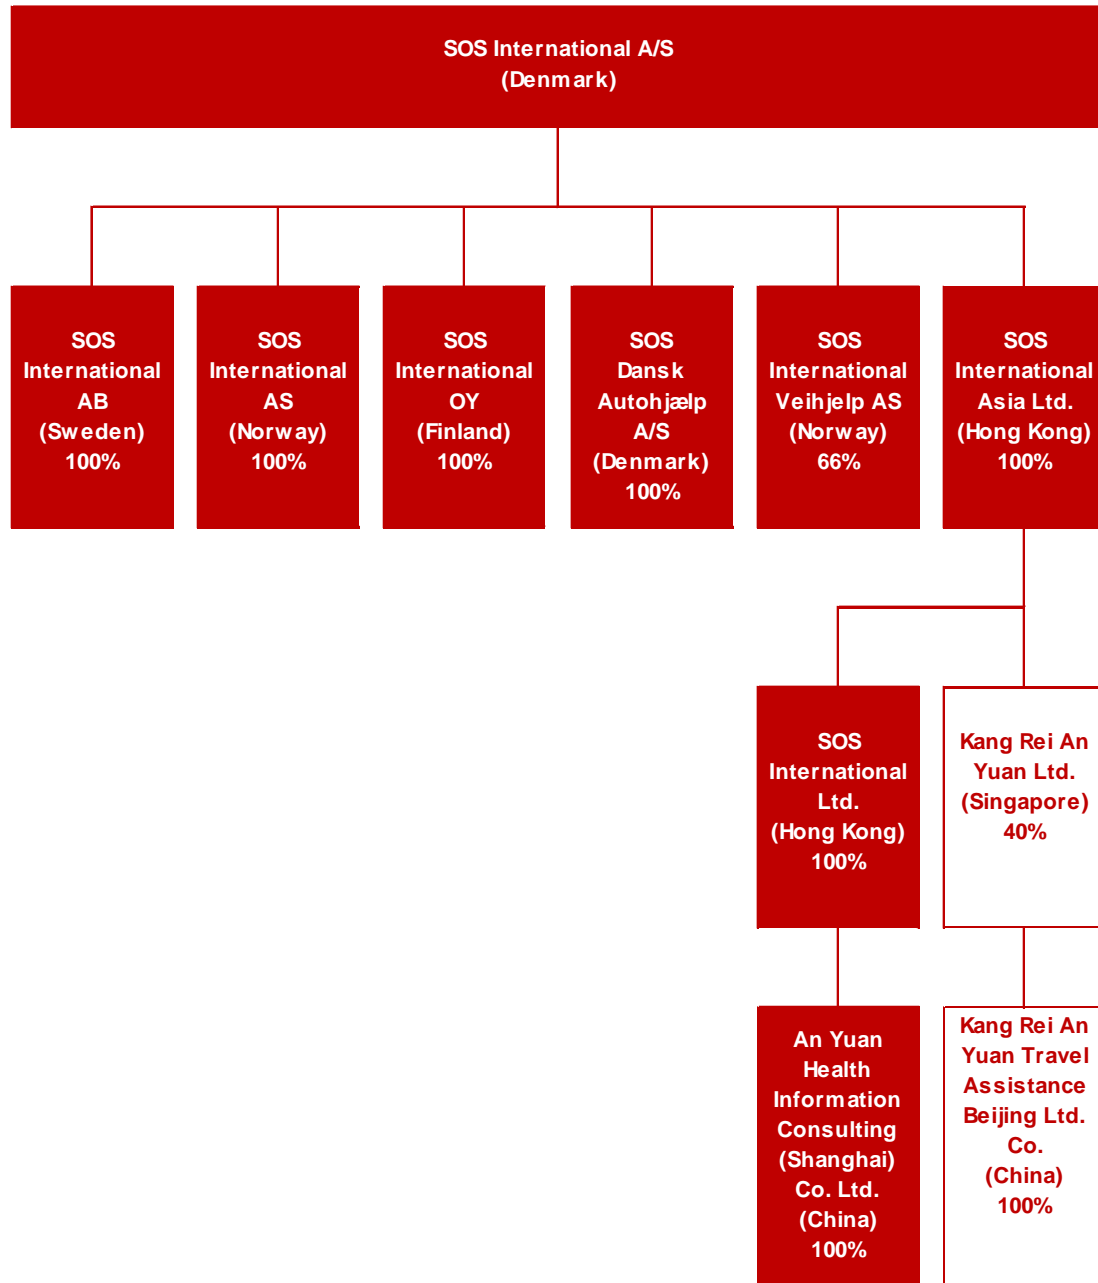 SOS International A/S
(Denmark)
SOS
International
AB
(Sweden)
100%
SOS
International
AS
(Norway)
100%
SOS
International
OY
(Finland)
100%
SOS
Dansk
Autohjælp
A/S
(Denmark)
100%
SOS
International
Veihjelp AS
(Norway)
66%
SOS
International
Asia Ltd.
(Hong Kong)
100%
SOS
International
Ltd.
(Hong Kong)
100%
Kang Rei An
Yuan Ltd.
(Singapore)
40%
An Yuan
Health
Information
Consulting
(Shanghai)
Co. Ltd.
(China)
100%
Kang Rei An
Yuan Travel
Assistance
Beijing Ltd.
Co.
(China)
100%